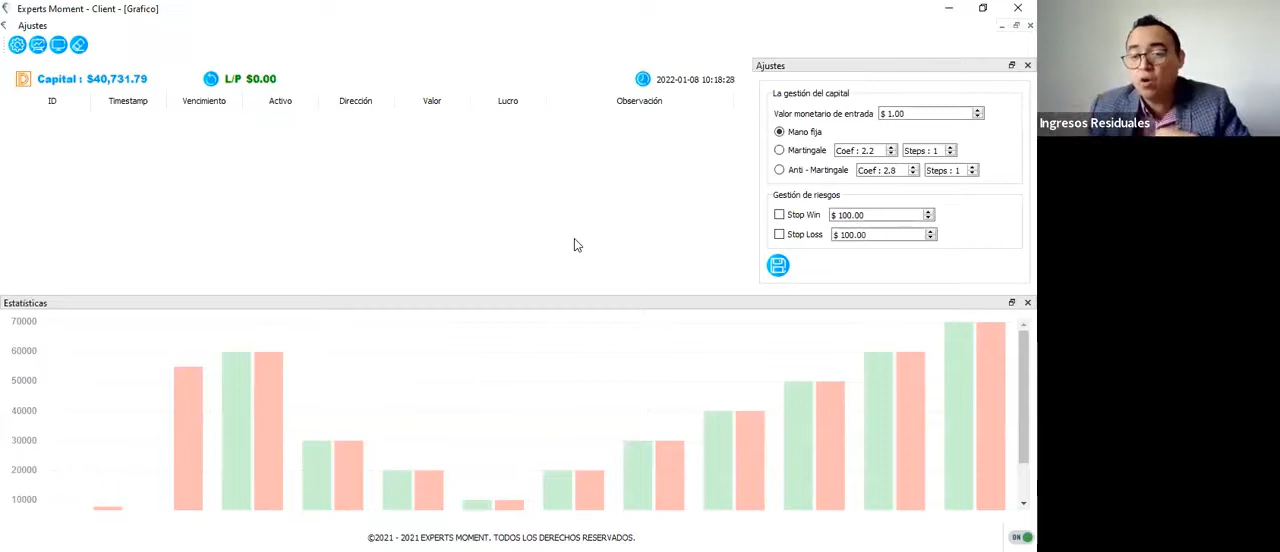 Experts Moment - Client - [Grafico]
Ajustes
Capital : $40,731.79 L/P $0.00 2022-01-08 10:18:28
ID Timestamp Vencimiento Activo Dirección Valor Lucro Observación
Ajustes
La gestión del capital
Valor monetario de entrada $ 1.00
Mano fija
Martingale Coef : 2.2 Steps : 1
Anti - Martingale Coef : 2.8 Steps : 1
Gestión de riesgos
Stop Win $ 100.00
Stop Loss $ 100.00
Ingresos Residuales
Estatísticas
70000
60000
50000
40000
30000
20000
10000
©2021 - 2021 EXPERTS MOMENT. TODOS LOS DERECHOS RESERVADOS.
ON